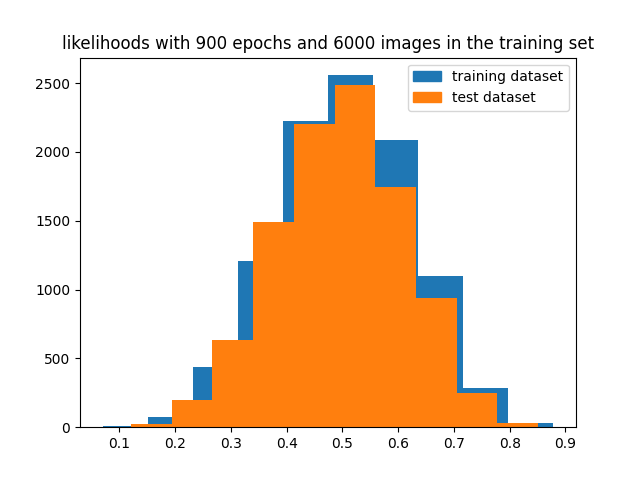 likelihoods with 900 epochs and 6000 images in the training set
training dataset
test dataset
2500
2000
1500
1000
500
0
0.1 0.2 0.3 0.4 0.5 0.6 0.7 0.8 0.9